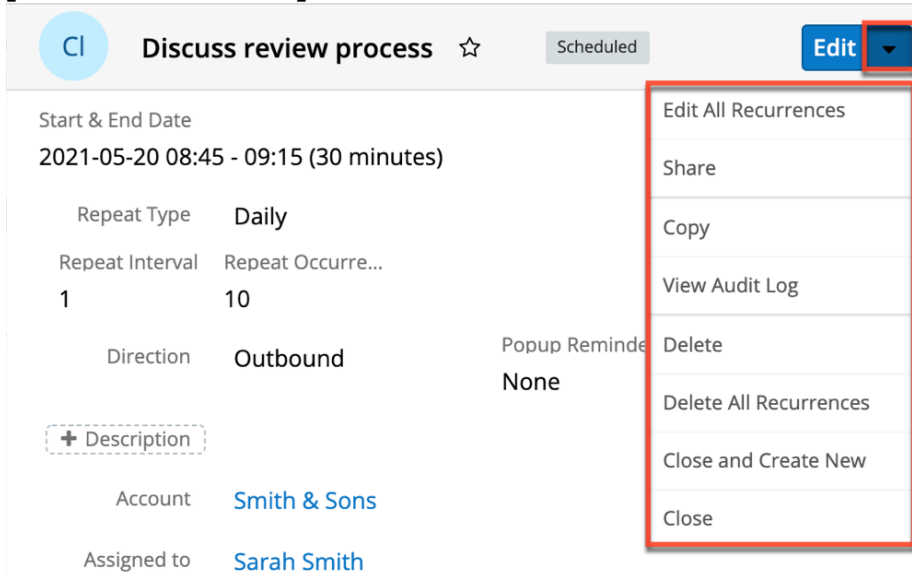 Cl Discuss review process Scheduled Edit
Start & End Date
2021-05-20 08:45 - 09:15 (30 minutes)
Repeat Type Daily
Repeat Interval Repeat Occurre...
1 10
Direction Outbound
Popup Reminde
None
+ Description
Account Smith & Sons
Assigned to Sarah Smith
Edit All Recurrences
Share
Copy
View Audit Log
Delete
Delete All Recurrences
Close and Create New
Close